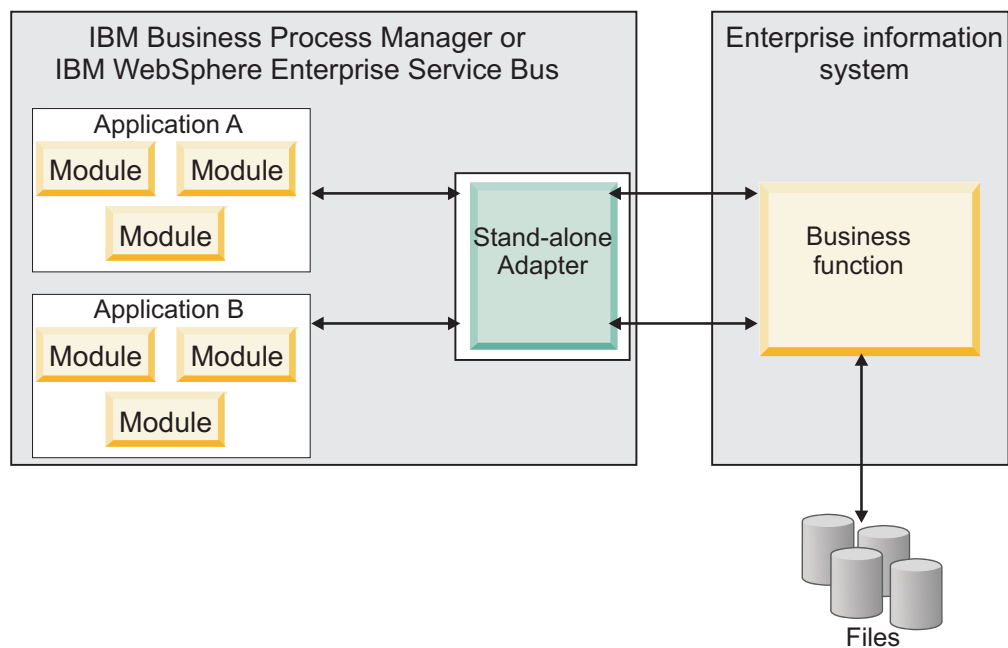 IBM Business Process Manager or
IBM WebSphere Enterprise Service Bus
Application A
Module
Module
Module
Application B
Module
Module
Module
Stand-alone
Adapter
Enterprise information
system
Business
function
Files